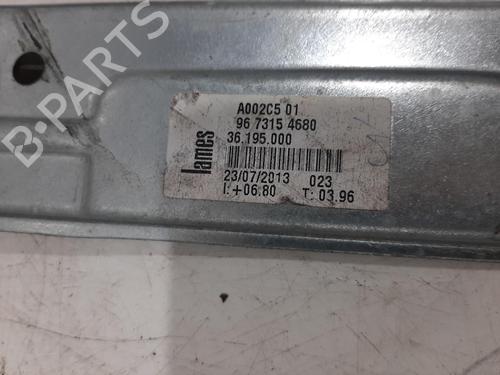 B-PARTS
A002C5 01
96 7315 4680
36.195.000
lames
23/07/2013 023
I:+06.80 T: 03.96